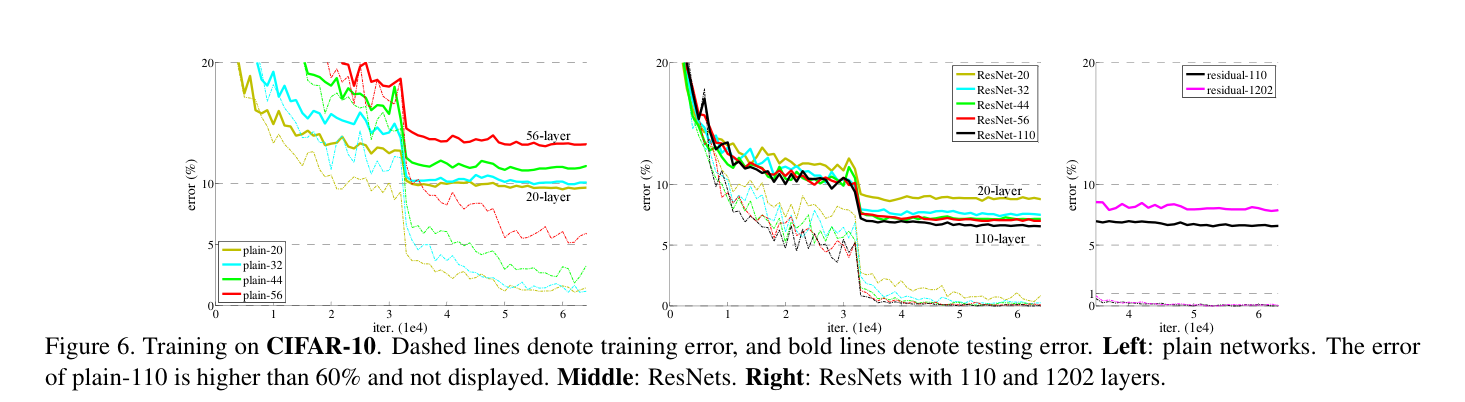 20
10
5
0
error (%)
56-layer
20-layer
plain-20
plain-32
plain-44
plain-56
0 1 2 3 4 5 6
iter. (1e4)
20
10
5
0
error (%)
ResNet-20
ResNet-32
ResNet-44
ResNet-56
ResNet-110
20-layer
110-layer
0 1 2 3 4 5 6
iter. (1e4)
20
10
5
1
0
error (%)
residual-110
residual-1202
4 5 6
iter. (1e4)
Figure 6. Training on CIFAR-10. Dashed lines denote training error, and bold lines denote testing error. Left: plain networks. The error
of plain-110 is higher than 60% and not displayed. Middle: ResNets. Right: ResNets with 110 and 1202 layers.